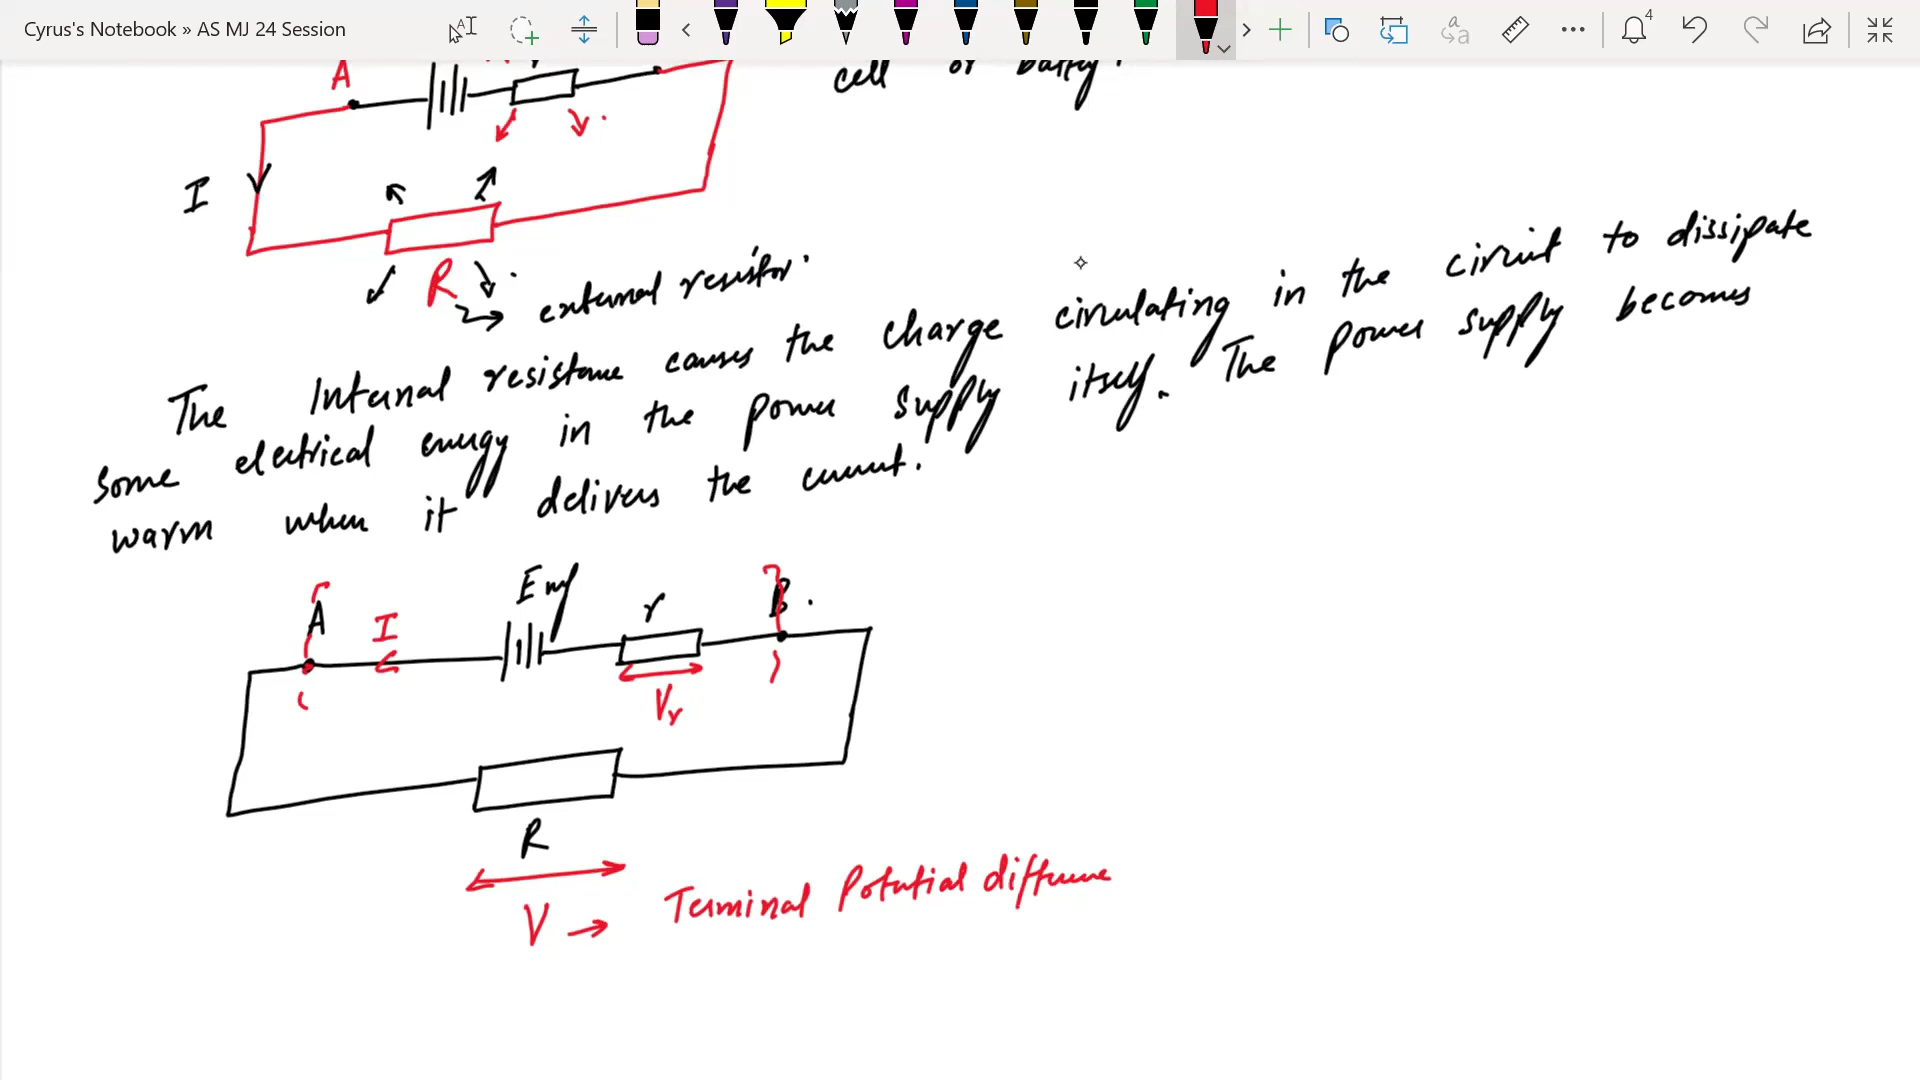 Cyrus's Notebook » AS MJ 24 Session
4
A
cell or battery.
I
R
external resistor.
The Internal resistance causes the charge circulating in the circuit to dissipate
some electrical energy in the power supply itself. The power supply becomes
warm when it delivers the current.
A I Emf r B.
Vr
R
V → Terminal Potential difference